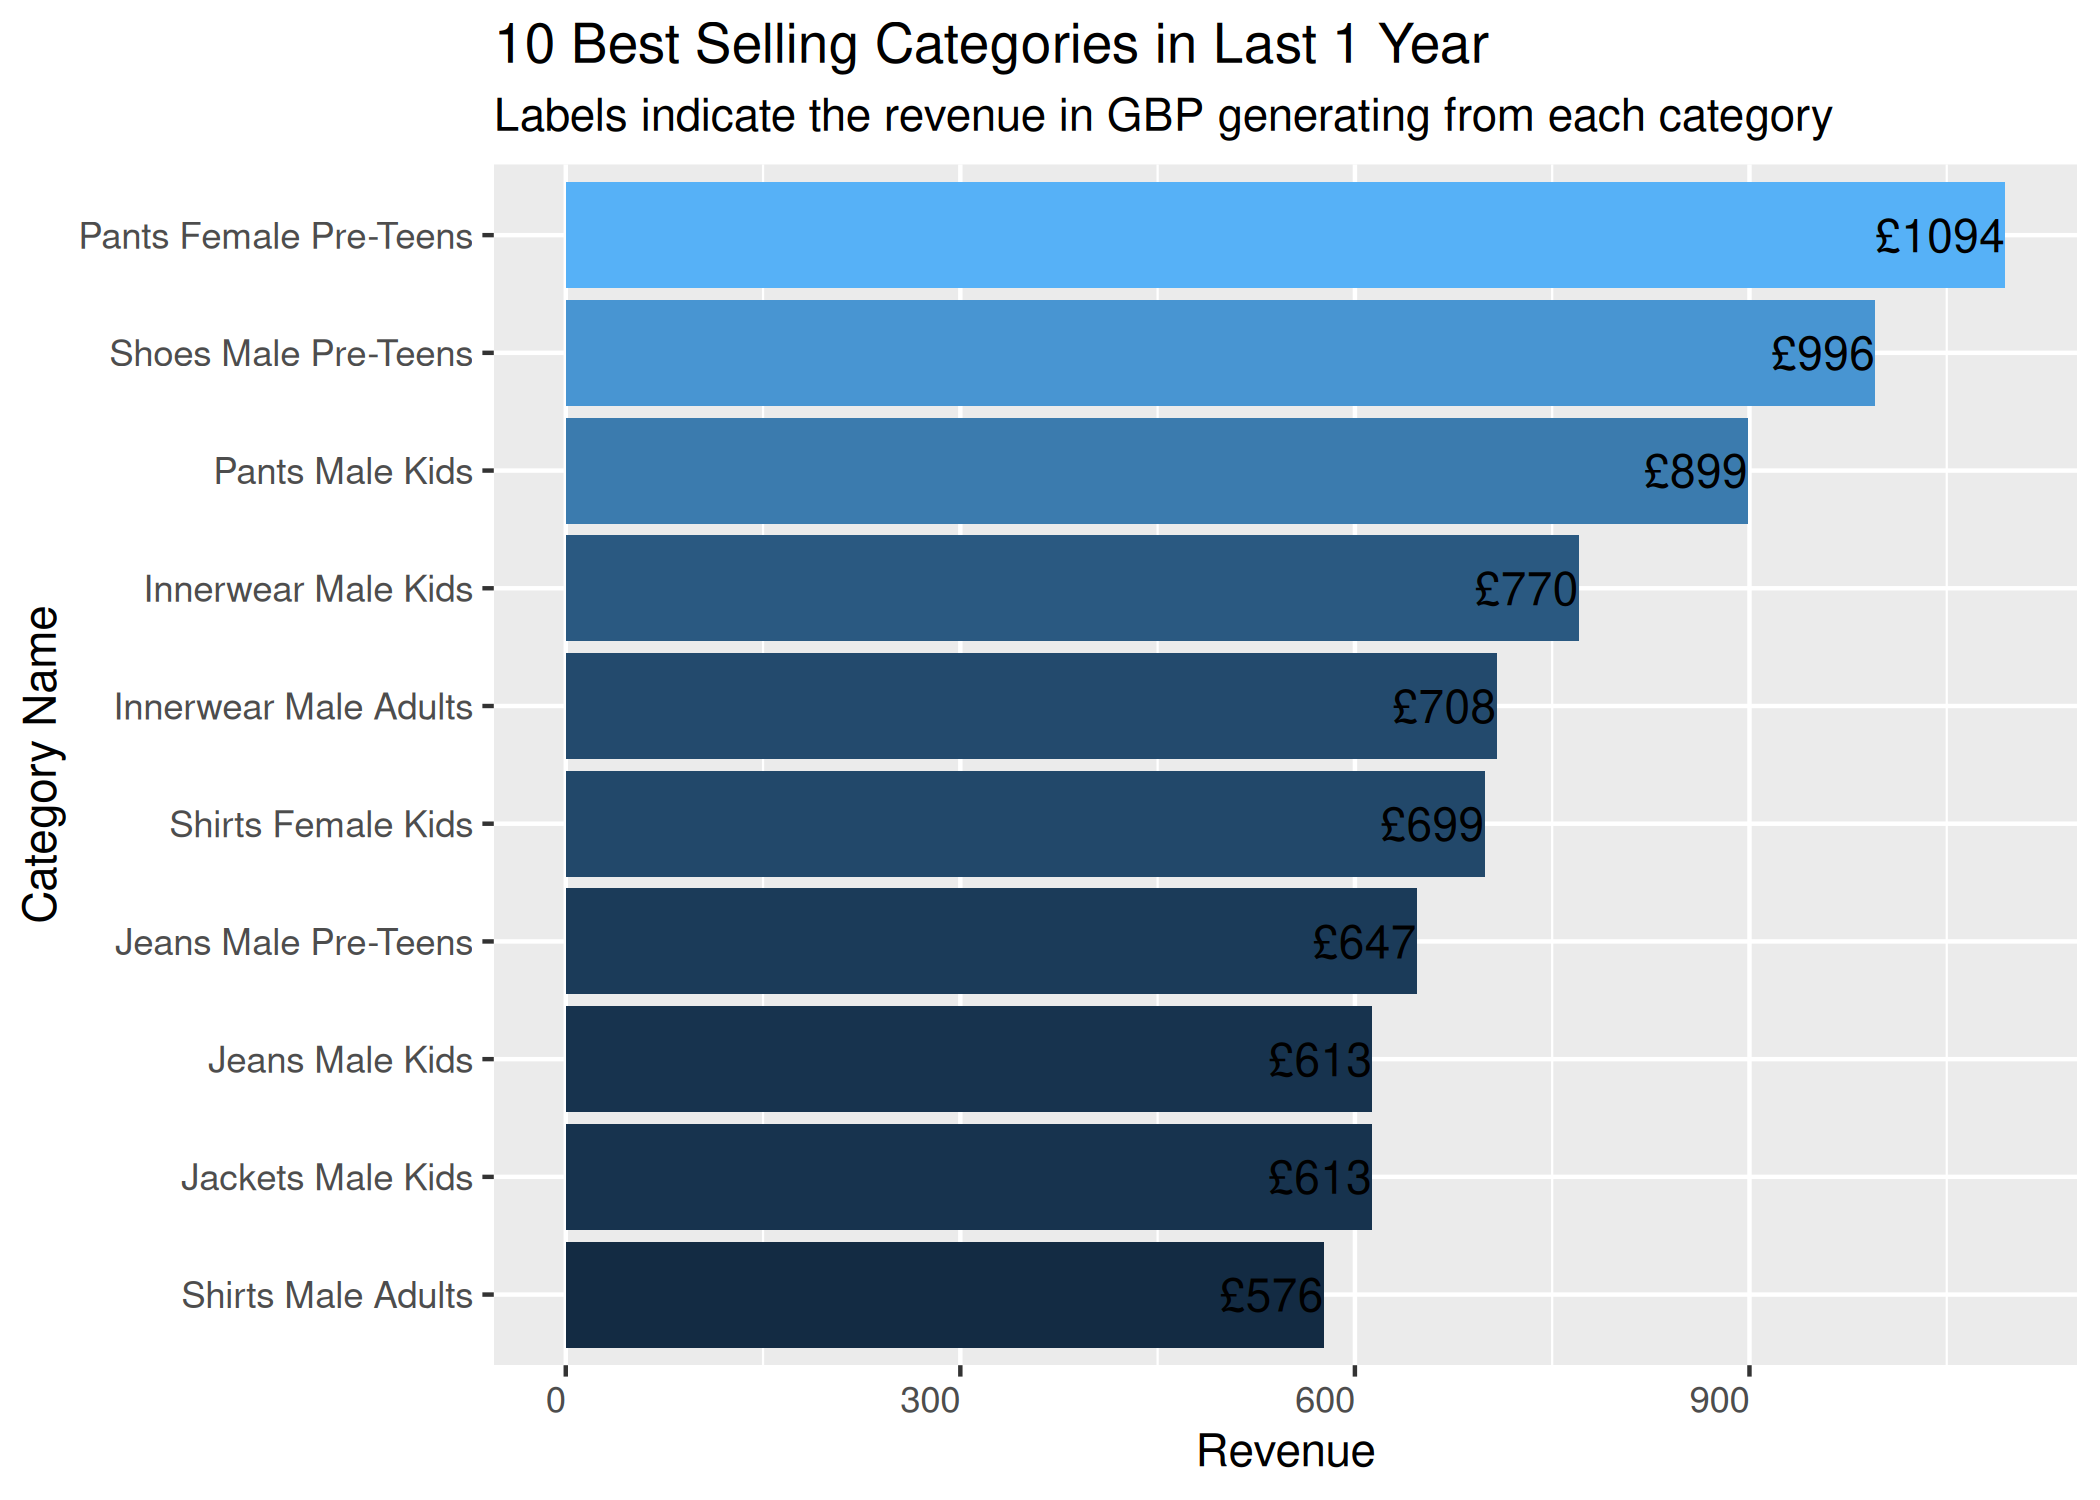 10 Best Selling Categories in Last 1 Year
Labels indicate the revenue in GBP generating from each category
Category Name
Pants Female Pre-Teens £1094
Shoes Male Pre-Teens £996
Pants Male Kids £899
Innerwear Male Kids £770
Innerwear Male Adults £708
Shirts Female Kids £699
Jeans Male Pre-Teens £647
Jeans Male Kids £613
Jackets Male Kids £613
Shirts Male Adults £576
0 300 600 900
Revenue